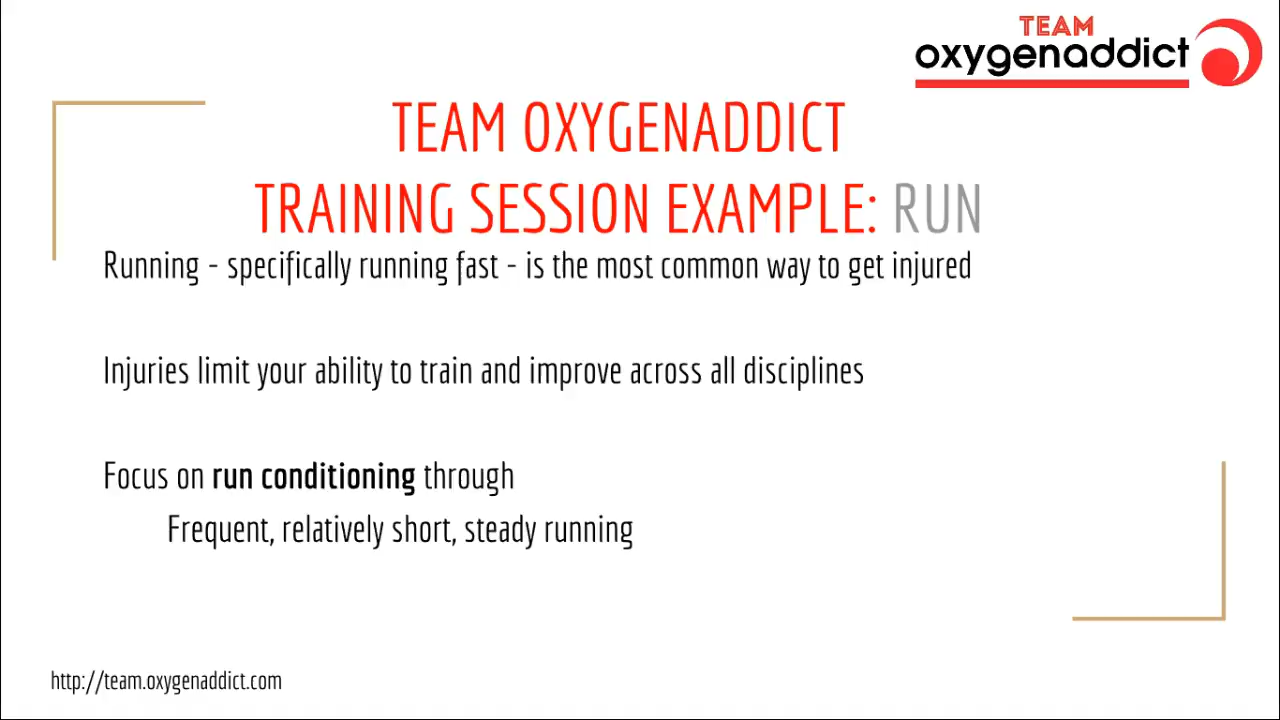 TEAM
oxygenaddict
TEAM OXYGENADDICT
TRAINING SESSION EXAMPLE: RUN
Running - specifically running fast - is the most common way to get injured
Injuries limit your ability to train and improve across all disciplines
Focus on run conditioning through
Frequent, relatively short, steady running
http://team.oxygenaddict.com